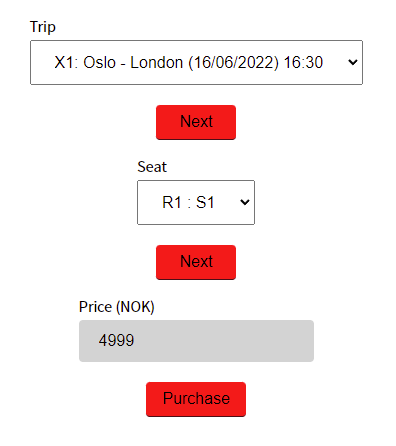 Trip
X1: Oslo - London (16/06/2022) 16:30
Next
Seat
R1 : S1
Next
Price (NOK)
4999
Purchase